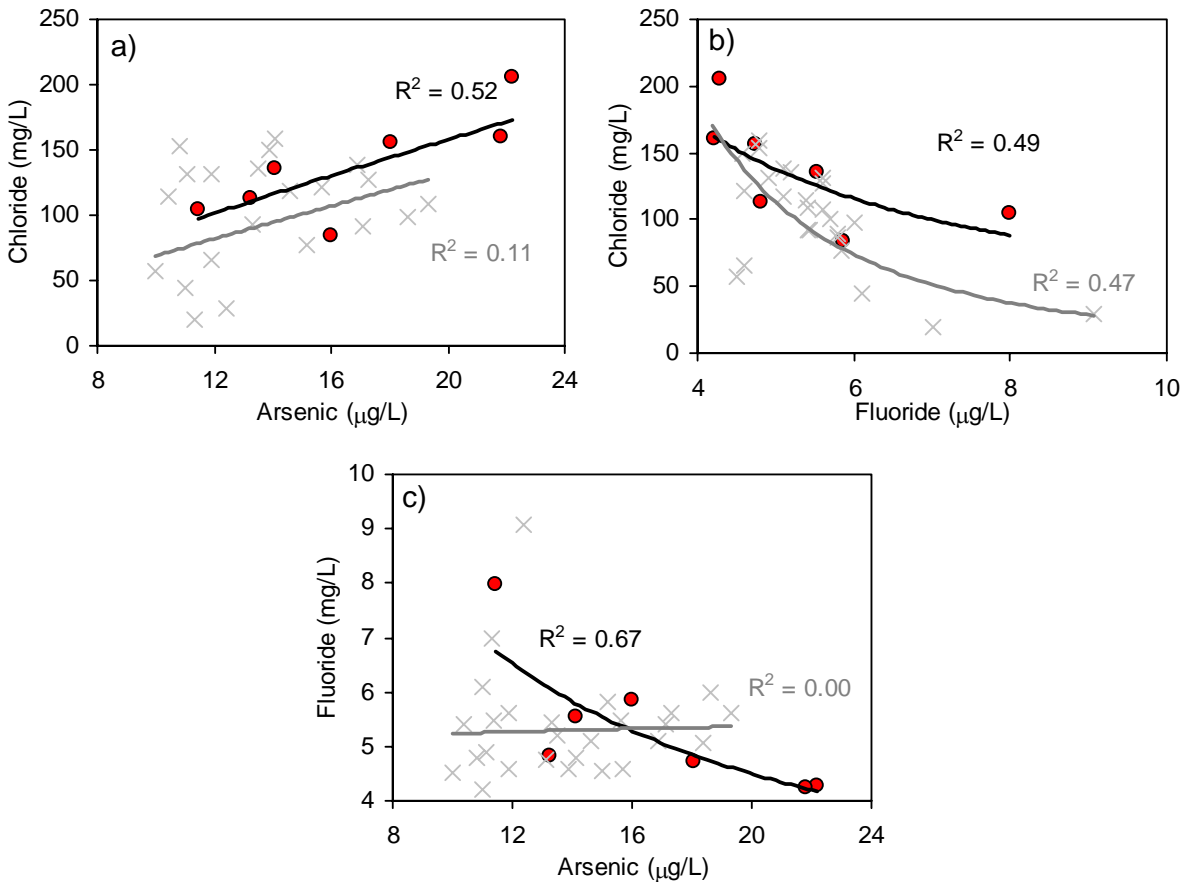 a)
Chloride (mg/L)
250
200
150
100
50
0
R² = 0.52
R² = 0.11
8 12 16 20 24
Arsenic (μg/L)
b)
Chloride (mg/L)
250
200
150
100
50
0
R² = 0.49
R² = 0.47
4 6 8 10
Fluoride (μg/L)
c)
Fluoride (mg/L)
10
9
8
7
6
5
4
R² = 0.67
R² = 0.00
8 12 16 20 24
Arsenic (μg/L)